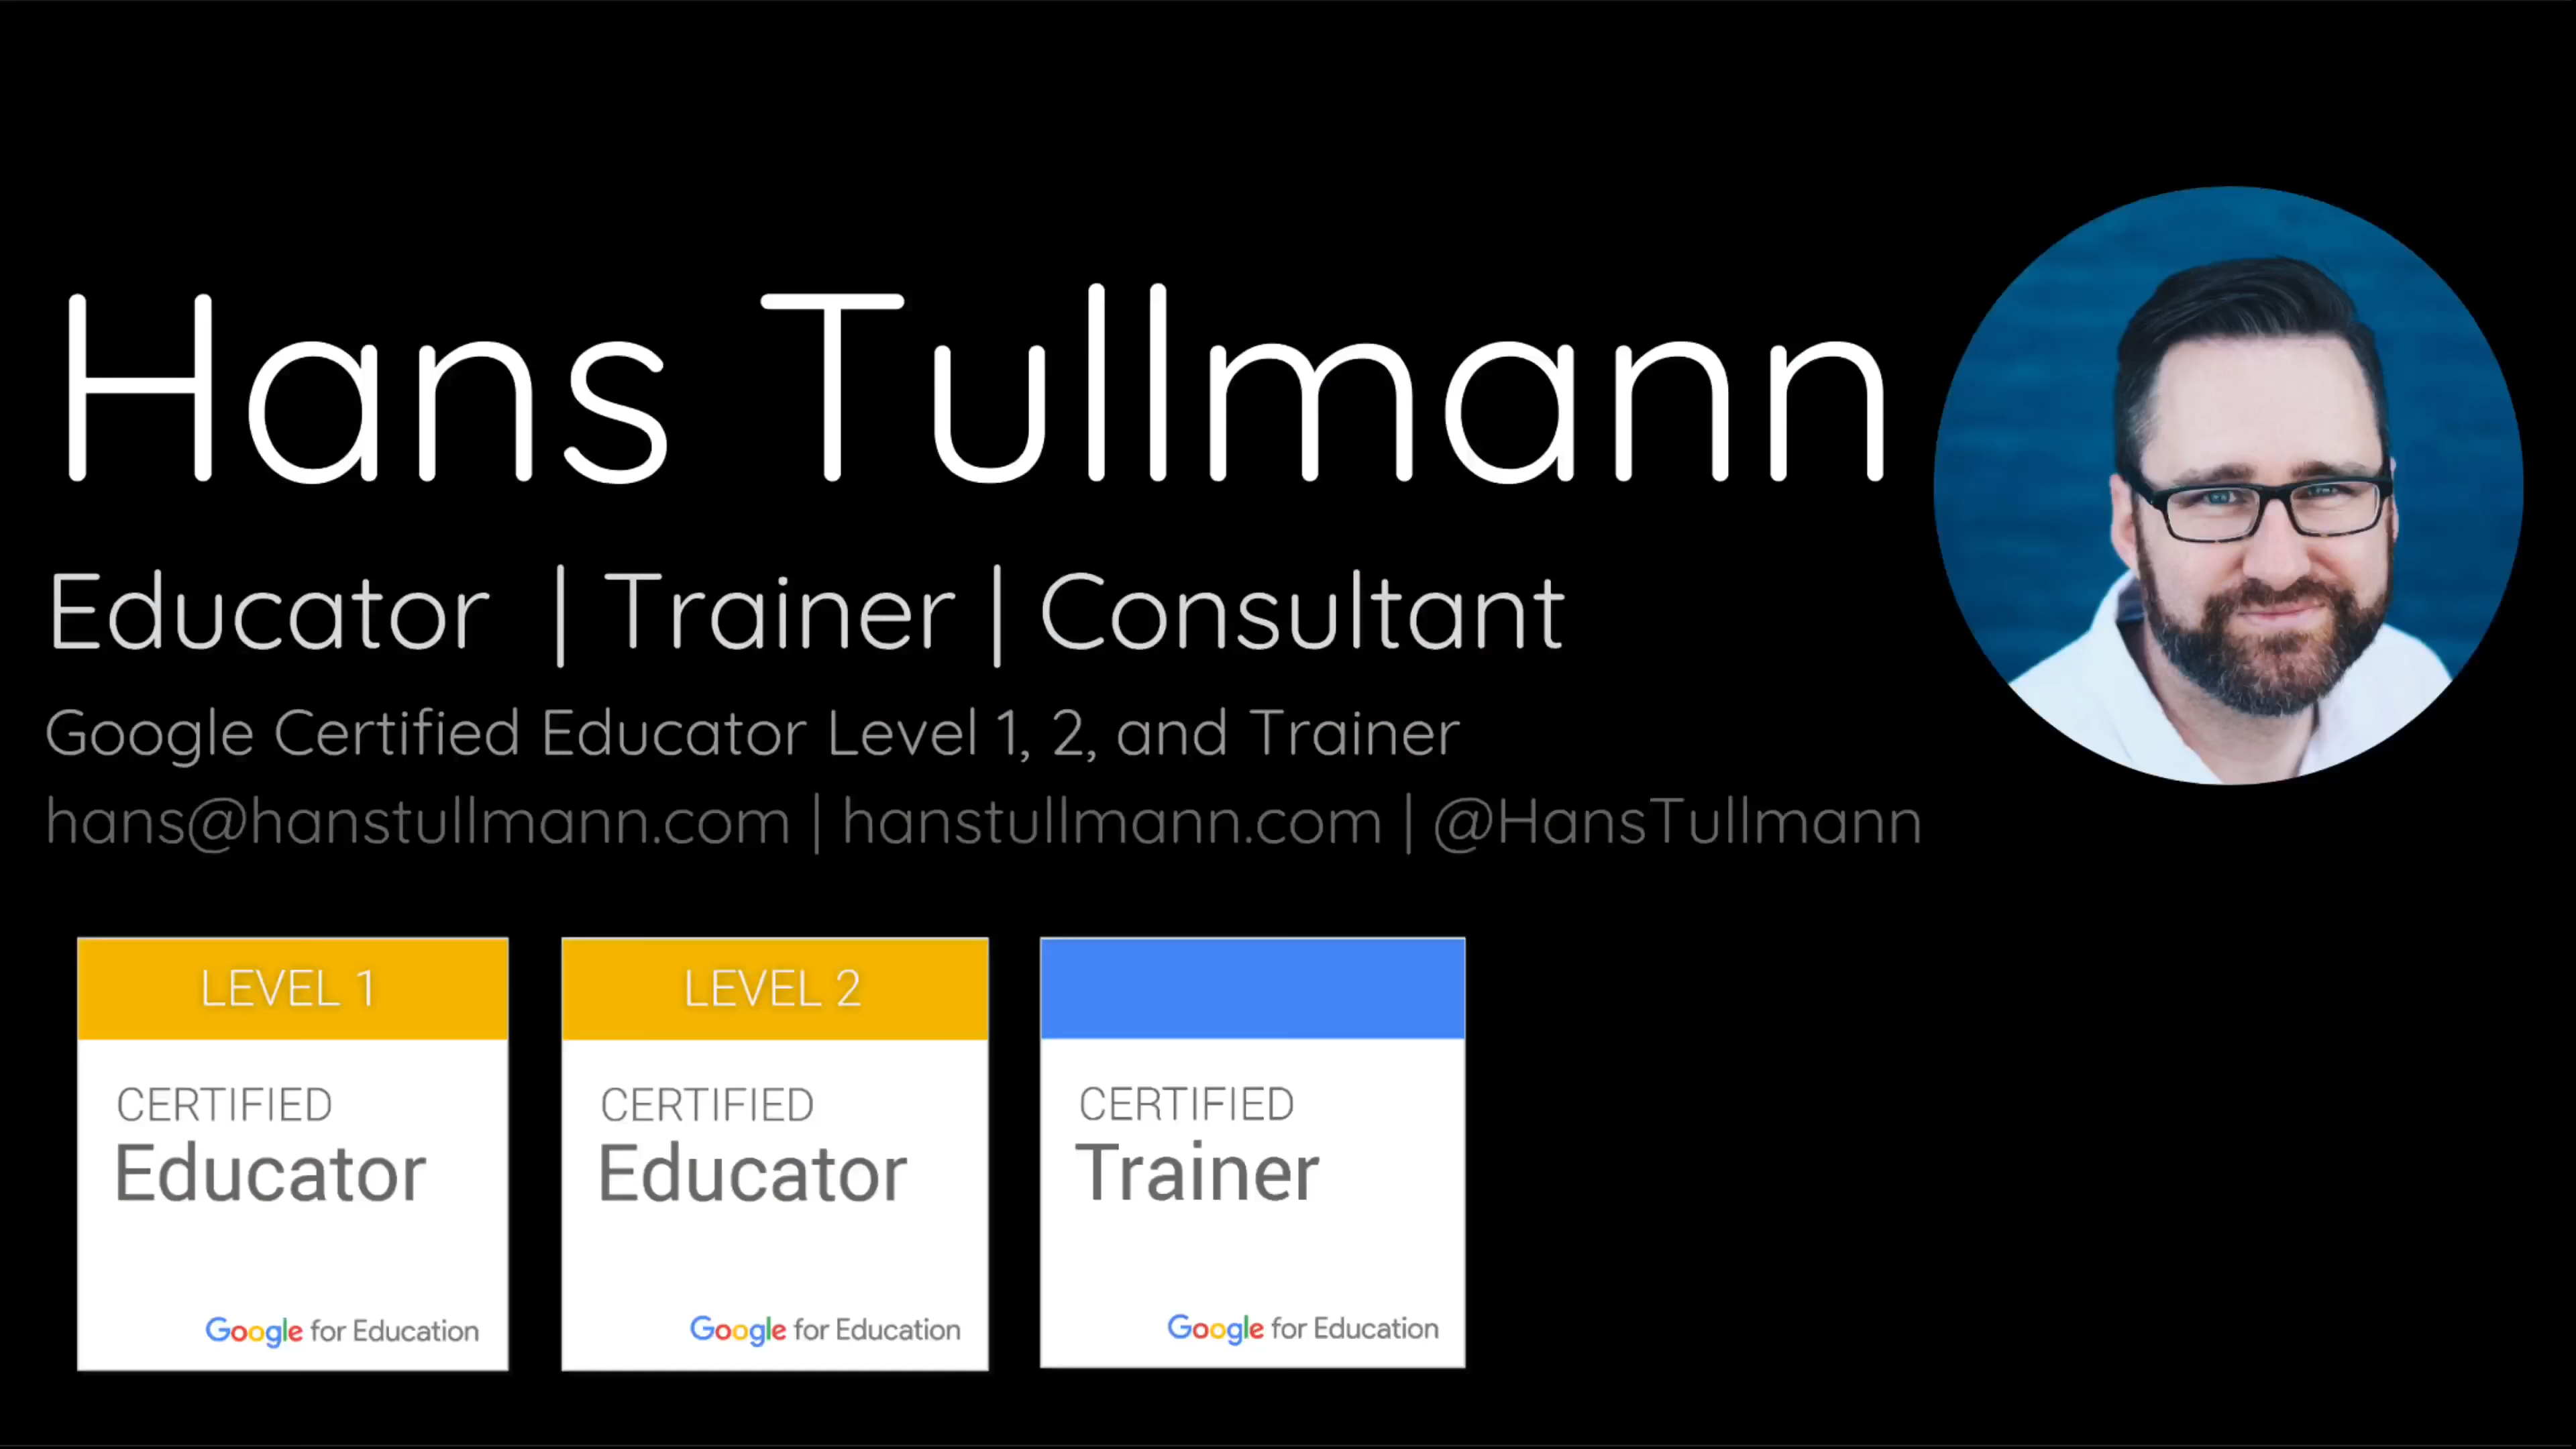 Hans Tullmann
Educator | Trainer | Consultant
Google Certified Educator Level 1, 2, and Trainer
hans@hanstullmann.com | hanstullmann.com | @HansTullmann
LEVEL 1
CERTIFIED
Educator
Google for Education
LEVEL 2
CERTIFIED
Educator
Google for Education
CERTIFIED
Trainer
Google for Education